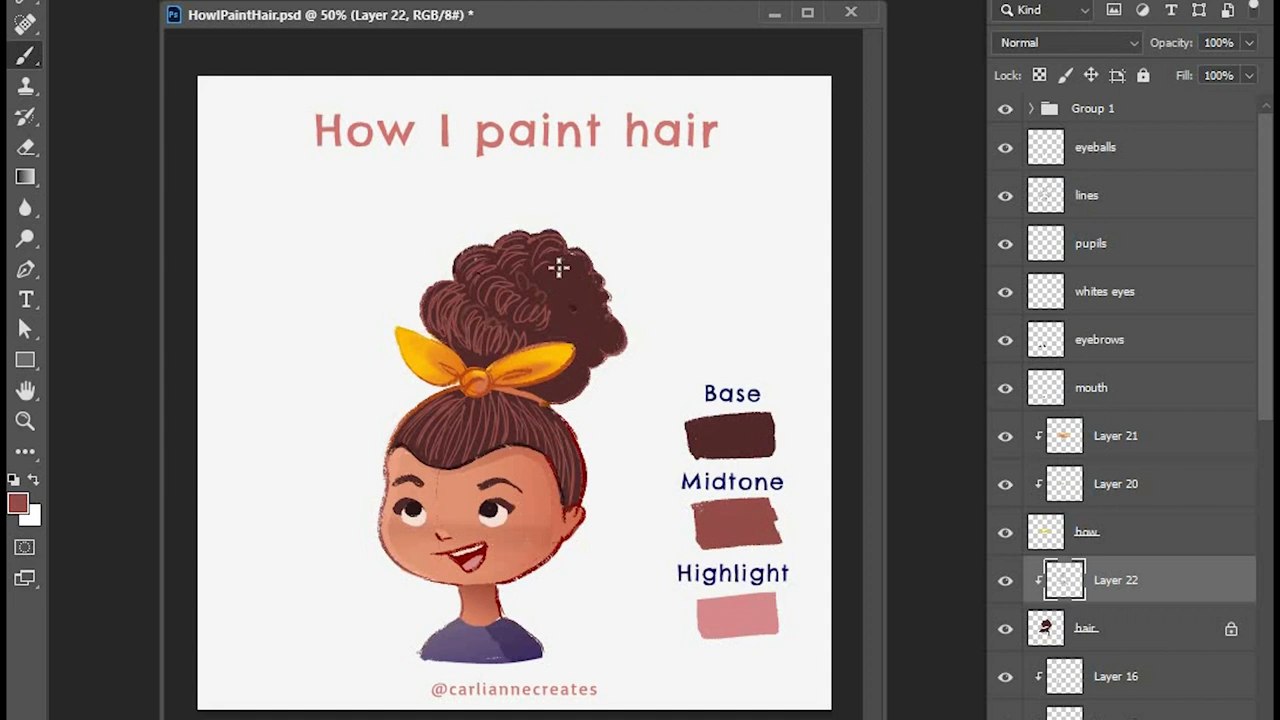 HowIPaintHair.psd @ 50% (Layer 22, RGB/8#) *
Kind
Normal
Opacity: 100%
Lock:
Fill: 100%
Group 1
eyeballs
lines
pupils
whites eyes
eyebrows
mouth
Layer 21
Layer 20
bow
Layer 22
hair
Layer 16
How I paint hair
Base
Midtone
Highlight
@carliannecreates